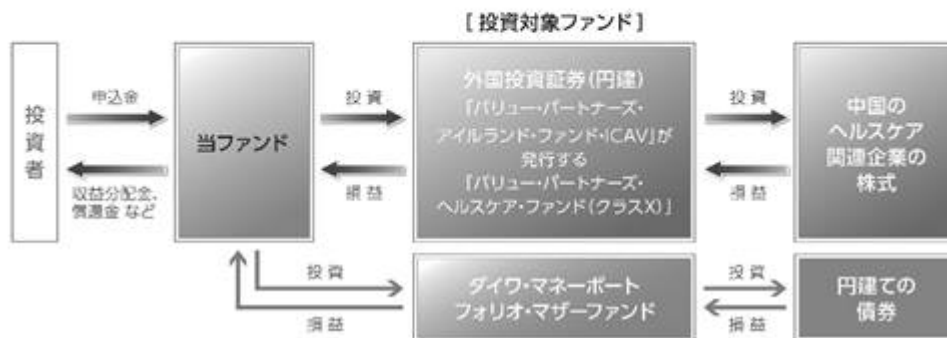 [投資対象ファンド]
投資者
申込金
収益分配金、
償還金 など
当ファンド
投資
損益
外国投資証券(円建)
「バリュー・パートナーズ・
アイルランド・ファンド・ICAV」が
発行する
「バリュー・パートナーズ・
ヘルスケア・ファンド(クラスX)」
投資
損益
中国の
ヘルスケア
関連企業の
株式
投資
損益
ダイワ・マネーポート
フォリオ・マザーファンド
投資
損益
円建ての
債券